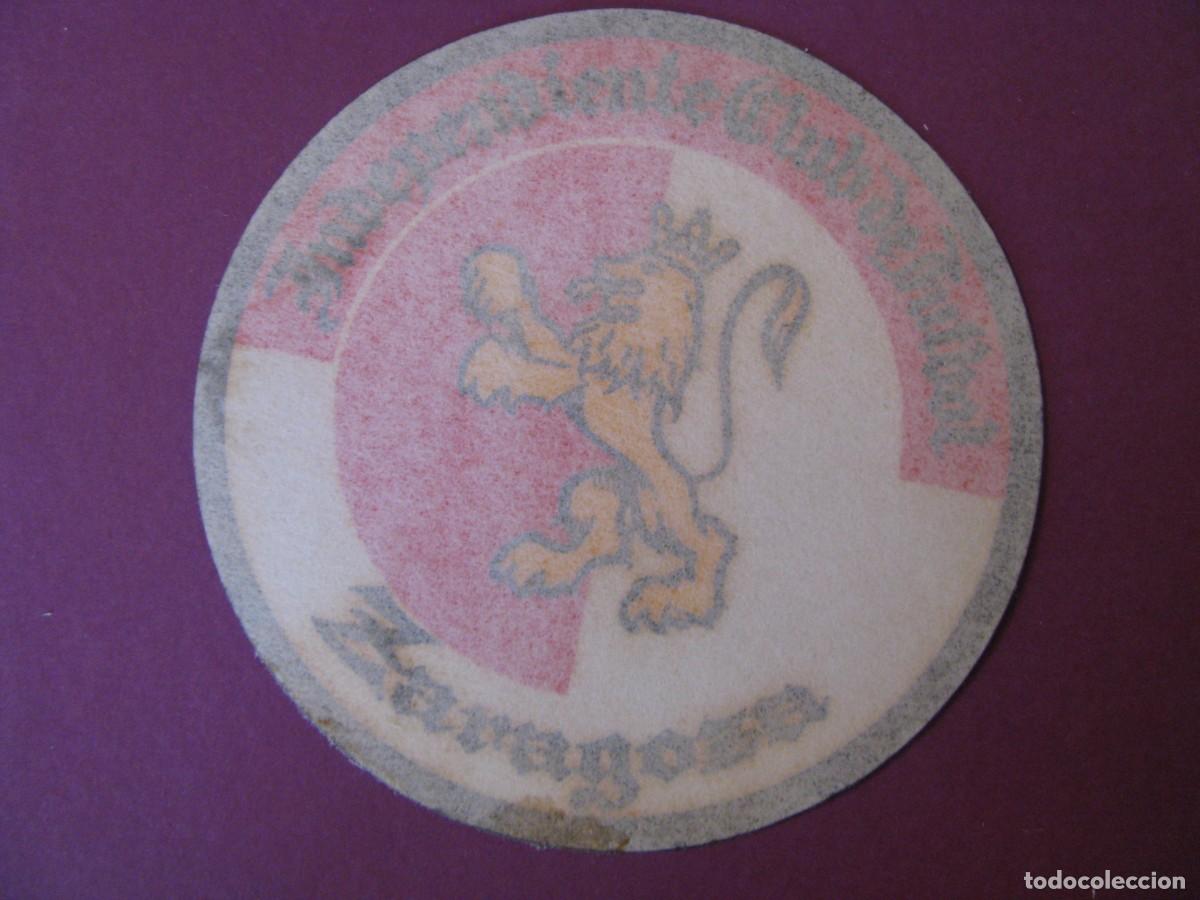 Independiente Club de Futbol
Zaragoza
todocoleccion